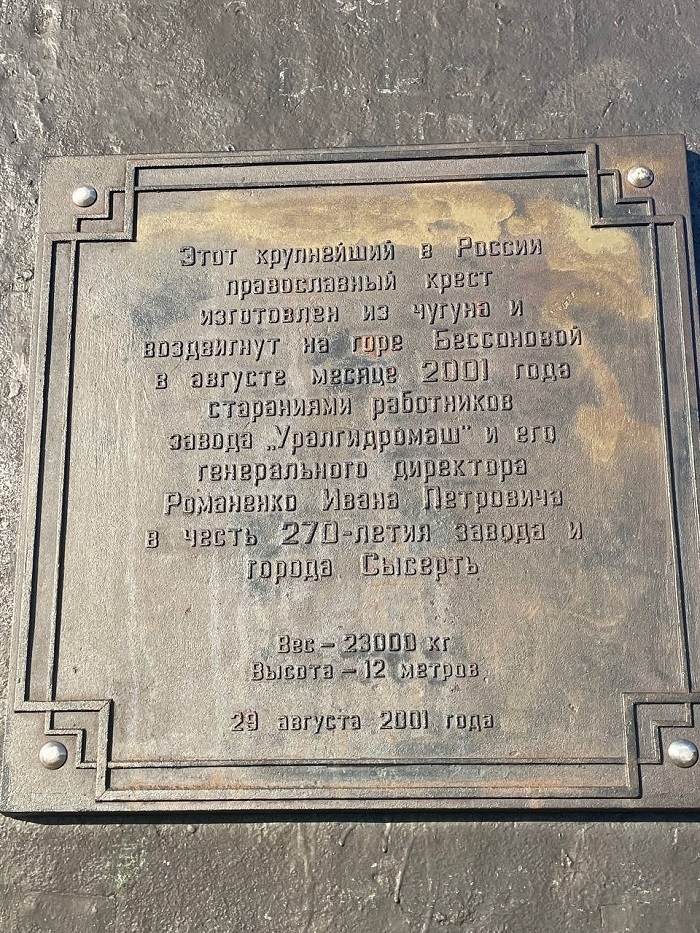 Этот крупнейший в России
православный крест
изготовлен из чугуна и
воздвигнут на горе Бессоновой
в августе месяце 2001 года
стараниями работников
завода „Уралгидромаш" и его
генерального директора
Романенко Ивана Петровича
в честь 270-летия завода и
города Сысерть
Вес – 23000 кг
Высота – 12 метров
29 августа 2001 года